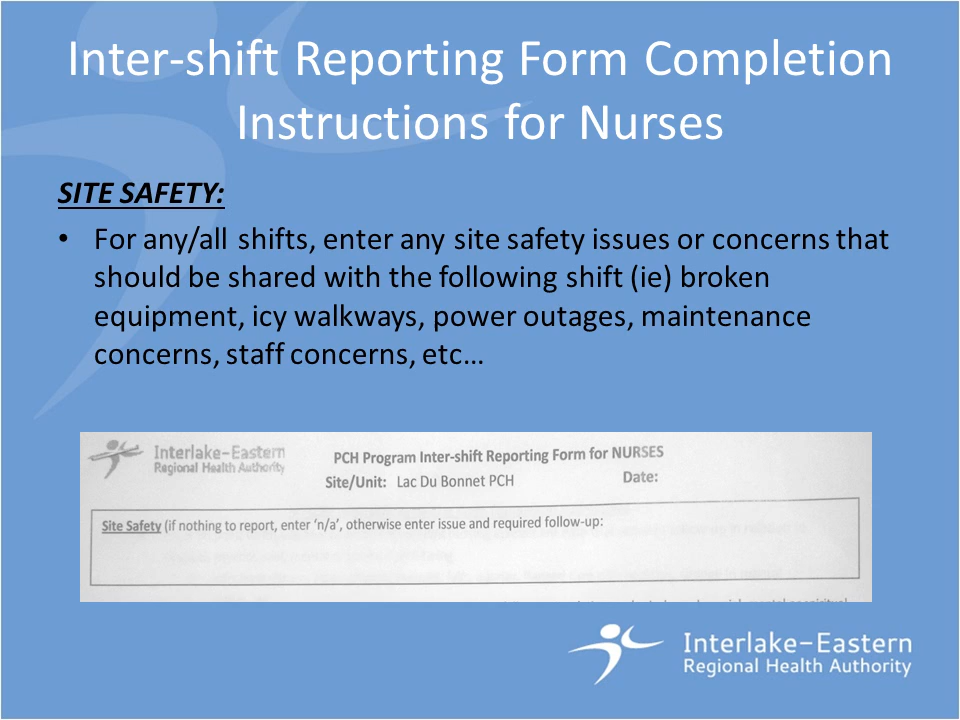 Inter-shift Reporting Form Completion
Instructions for Nurses
SITE SAFETY:
• For any/all shifts, enter any site safety issues or concerns that
should be shared with the following shift (ie) broken
equipment, icy walkways, power outages, maintenance
concerns, staff concerns, etc…
Interlake-Eastern
Regional Health Authority
PCH Program Inter-shift Reporting Form for NURSES
Site/Unit: Lac Du Bonnet PCH Date:
Site Safety (if nothing to report, enter ‘n/a’, otherwise enter issue and required follow-up:
Interlake-Eastern
Regional Health Authority